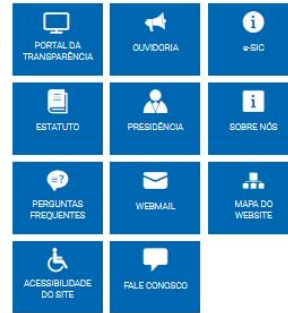 PORTAL DA
TRANSPARÊNCIA
OUVIDORIA
e-SIC
ESTATUTO
PRESIDÊNCIA
SOBRE NÓS
PERGUNTAS
FREQUENTES
WEBMAIL
MAPA DO
WEBSITE
ACESSIBILIDADE
DO SITE
FALE CONOSCO